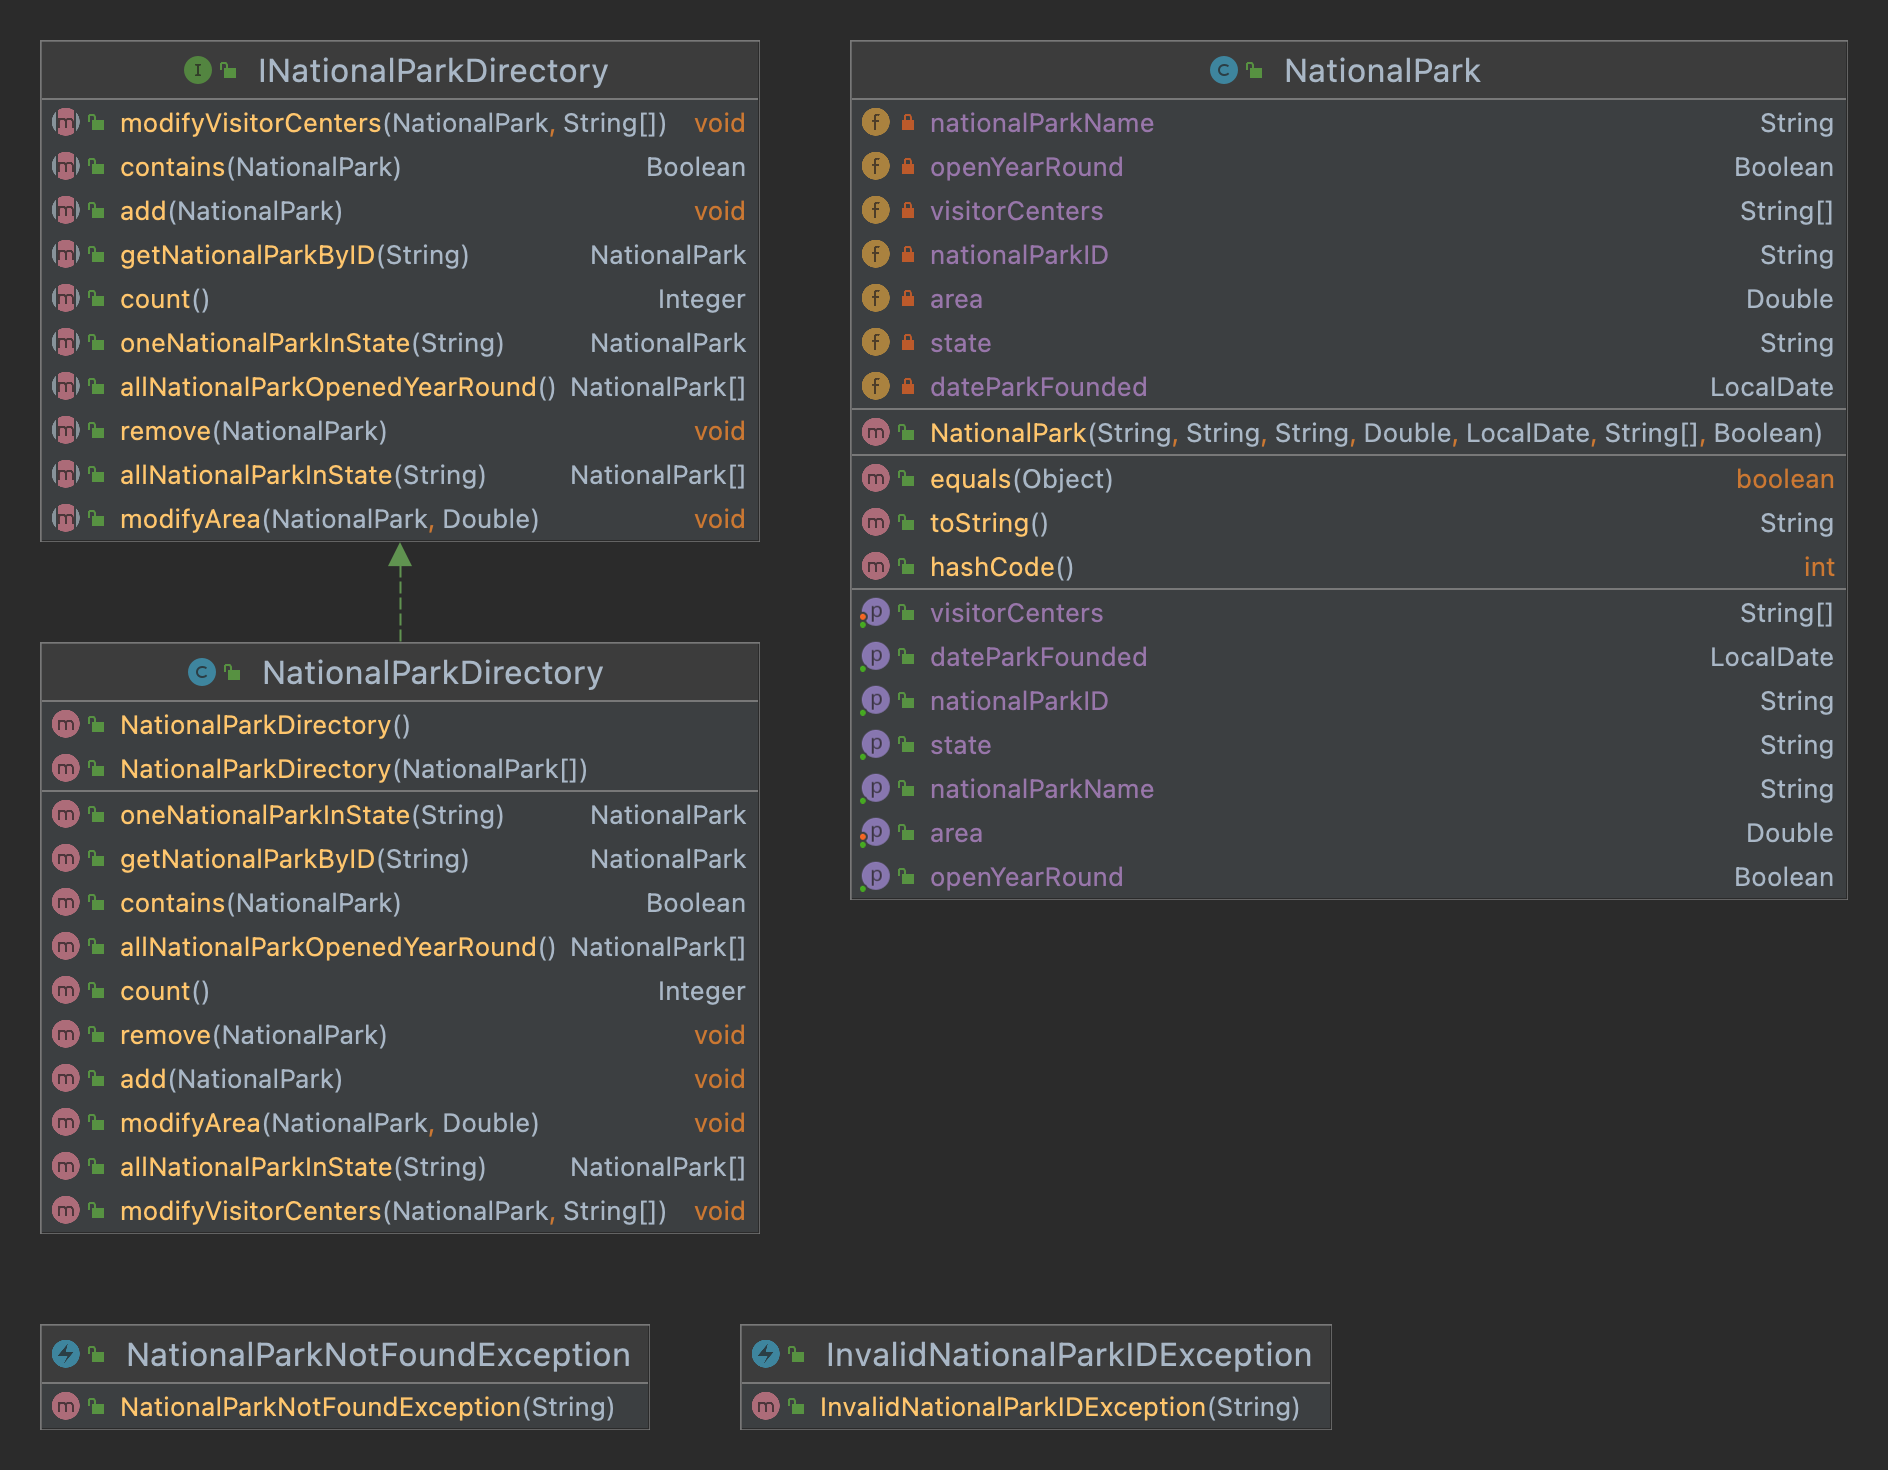 INationalParkDirectory
modifyVisitorCenters(NationalPark, String[]) void
contains(NationalPark) Boolean
add(NationalPark) void
getNationalParkByID(String) NationalPark
count() Integer
oneNationalParkInState(String) NationalPark
allNationalParkOpenedYearRound() NationalPark[]
remove(NationalPark) void
allNationalParkInState(String) NationalPark[]
modifyArea(NationalPark, Double) void
NationalPark
nationalParkName String
openYearRound Boolean
visitorCenters String[]
nationalParkID String
area Double
state String
dateParkFounded LocalDate
NationalPark(String, String, String, Double, LocalDate, String[], Boolean)
equals(Object) boolean
toString() String
hashCode() int
visitorCenters String[]
dateParkFounded LocalDate
nationalParkID String
state String
nationalParkName String
area Double
openYearRound Boolean
NationalParkDirectory
NationalParkDirectory()
NationalParkDirectory(NationalPark[])
oneNationalParkInState(String) NationalPark
getNationalParkByID(String) NationalPark
contains(NationalPark) Boolean
allNationalParkOpenedYearRound() NationalPark[]
count() Integer
remove(NationalPark) void
add(NationalPark) void
modifyArea(NationalPark, Double) void
allNationalParkInState(String) NationalPark[]
modifyVisitorCenters(NationalPark, String[]) void
NationalParkNotFoundException
NationalParkNotFoundException(String)
InvalidNationalParkIDException
InvalidNationalParkIDException(String)